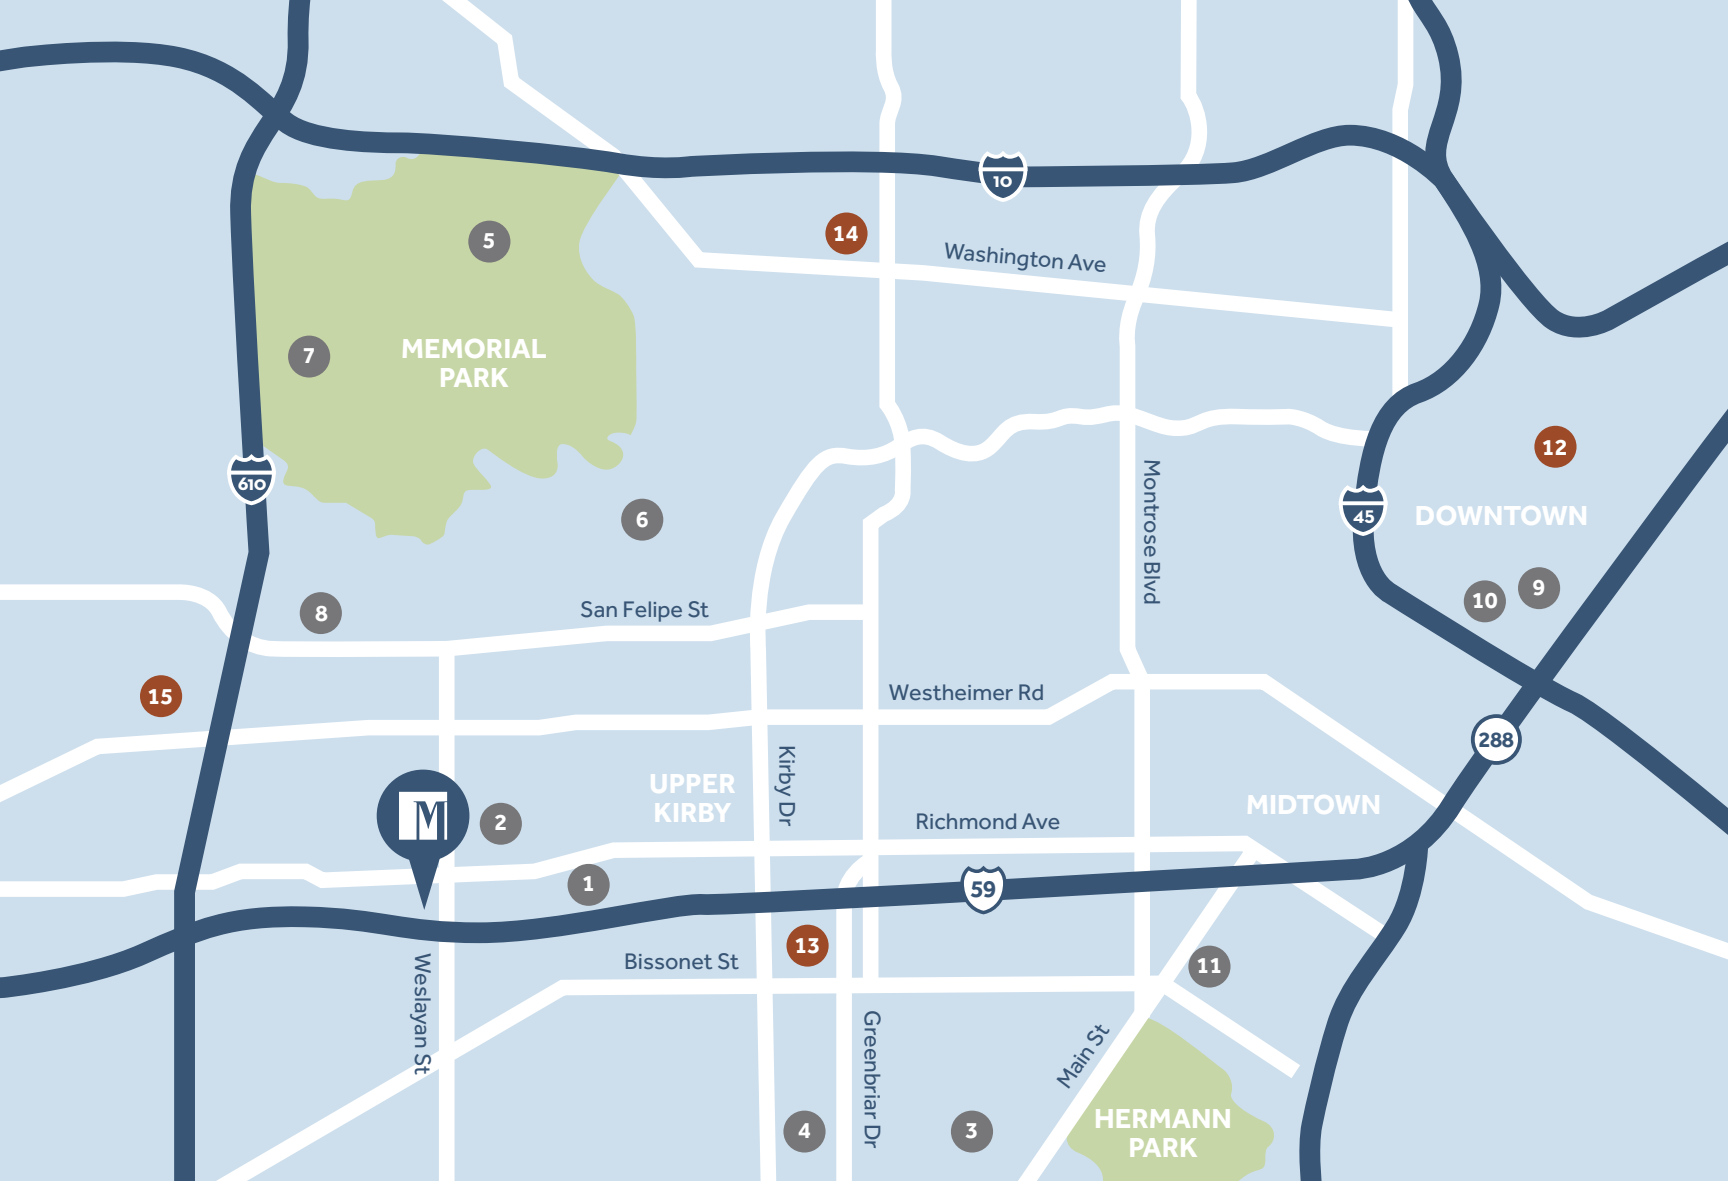 10
14
Washington Ave
5
7
MEMORIAL
PARK
12
610
6
45
DOWNTOWN
Montrose Blvd
8
San Felipe St
10
9
15
Westheimer Rd
288
UPPER
KIRBY
Kirby Dr
MIDTOWN
M
2
Richmond Ave
1
59
13
Bissonet St
11
Weslayan St
Greenbriar Dr
Main St
4
3
HERMANN
PARK